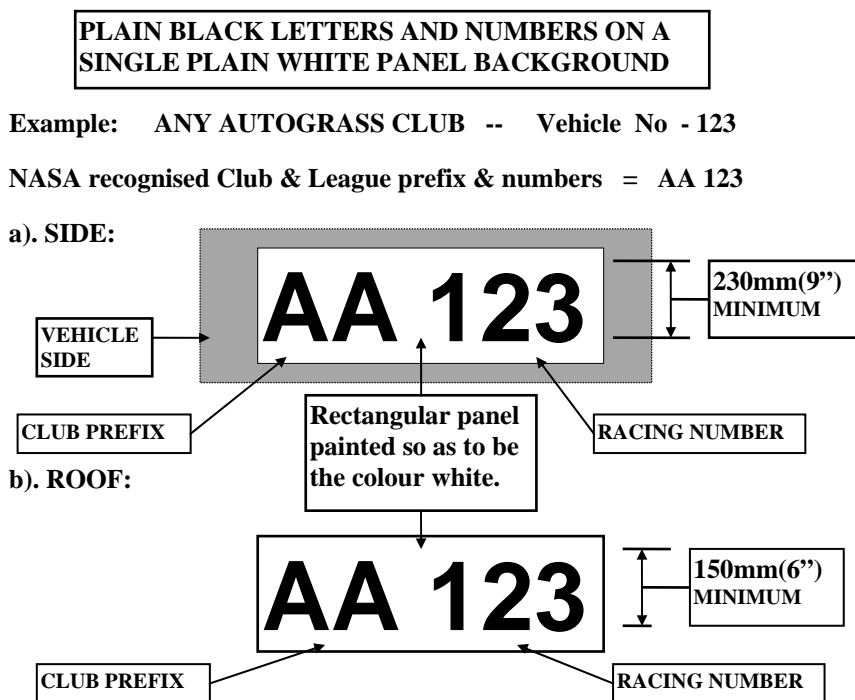 PLAIN BLACK LETTERS AND NUMBERS ON A
SINGLE PLAIN WHITE PANEL BACKGROUND
Example: ANY AUTOGRASS CLUB -- Vehicle No - 123
NASA recognised Club & League prefix & numbers = AA 123
a). SIDE:
AA 123
230mm(9”)
MINIMUM
VEHICLE
SIDE
CLUB PREFIX
Rectangular panel
painted so as to be
the colour white.
RACING NUMBER
b). ROOF:
AA 123
150mm(6”)
MINIMUM
CLUB PREFIX
RACING NUMBER